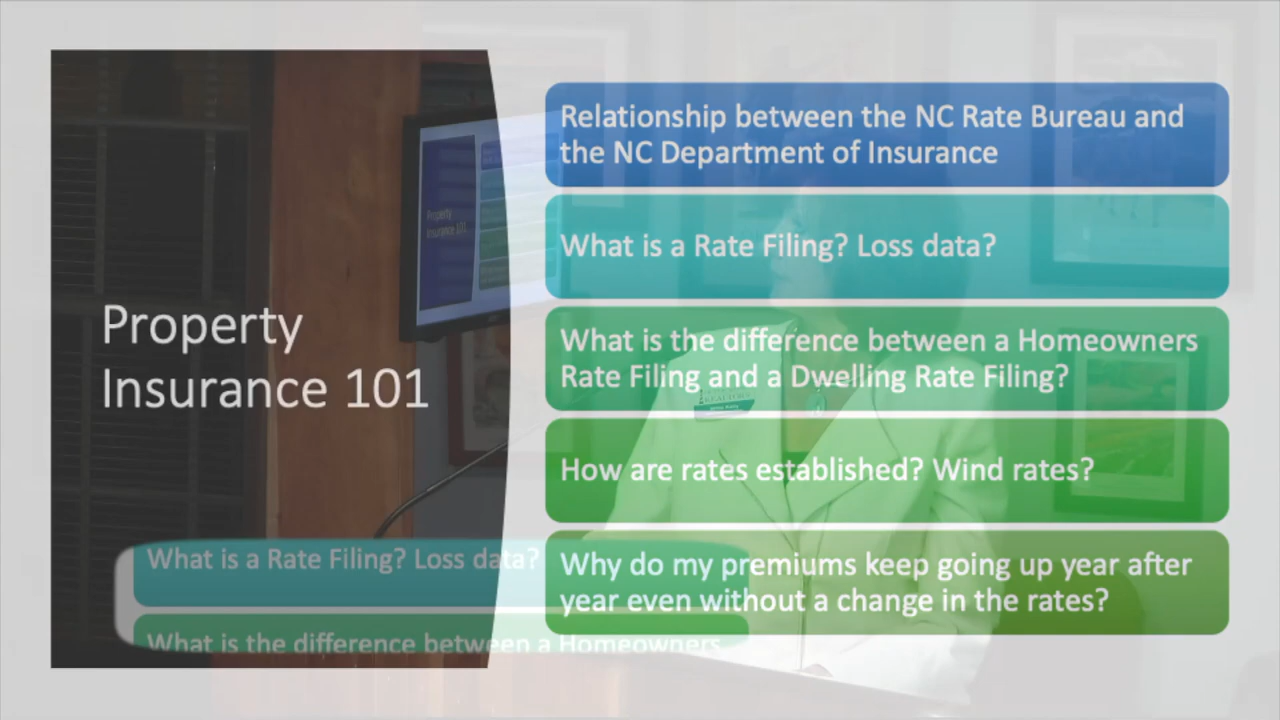 Property
Insurance 101
Relationship between the NC Rate Bureau and
the NC Department of Insurance
What is a Rate Filing? Loss data?
What is the difference between a Homeowners
Rate Filing and a Dwelling Rate Filing?
How are rates established? Wind rates?
Why do my premiums keep going up year after
year even without a change in the rates?
Property
Insurance 101
What is a Rate Filing? Loss data?
What is the difference between a Homeowners